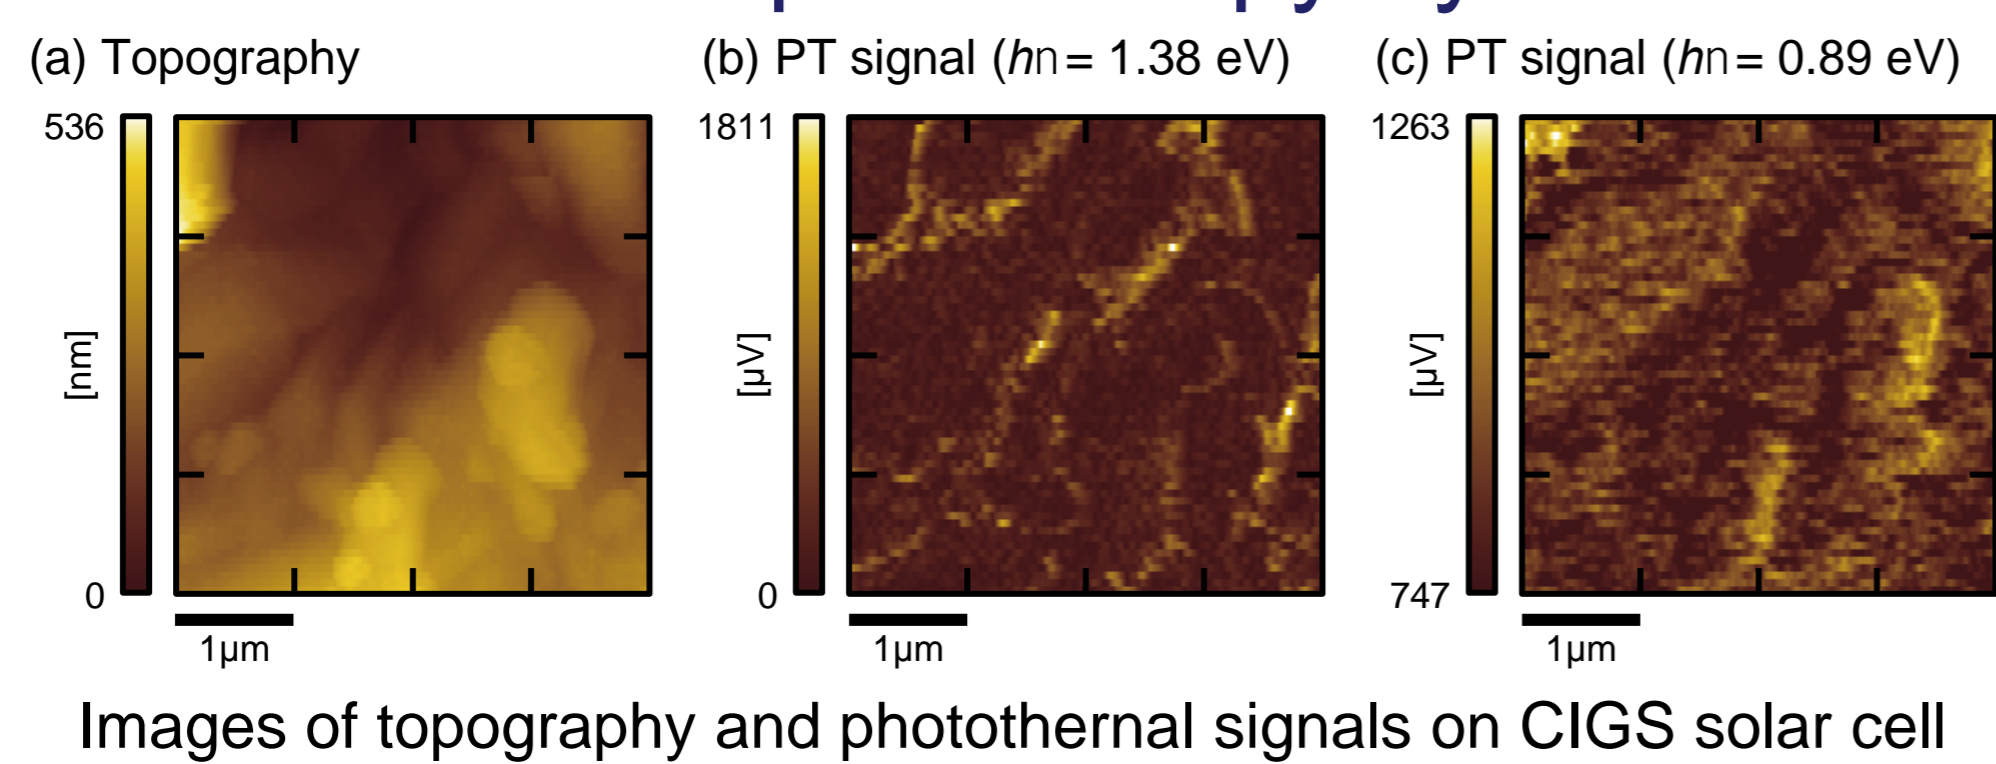 (a) Topography
(b) PT signal (hn = 1.38 eV)
(c) PT signal (hn = 0.89 eV)
536
[nm]
0
1µm
1811
[µV]
0
1µm
1263
[µV]
747
1µm
Images of topography and photothernal signals on CIGS solar cell